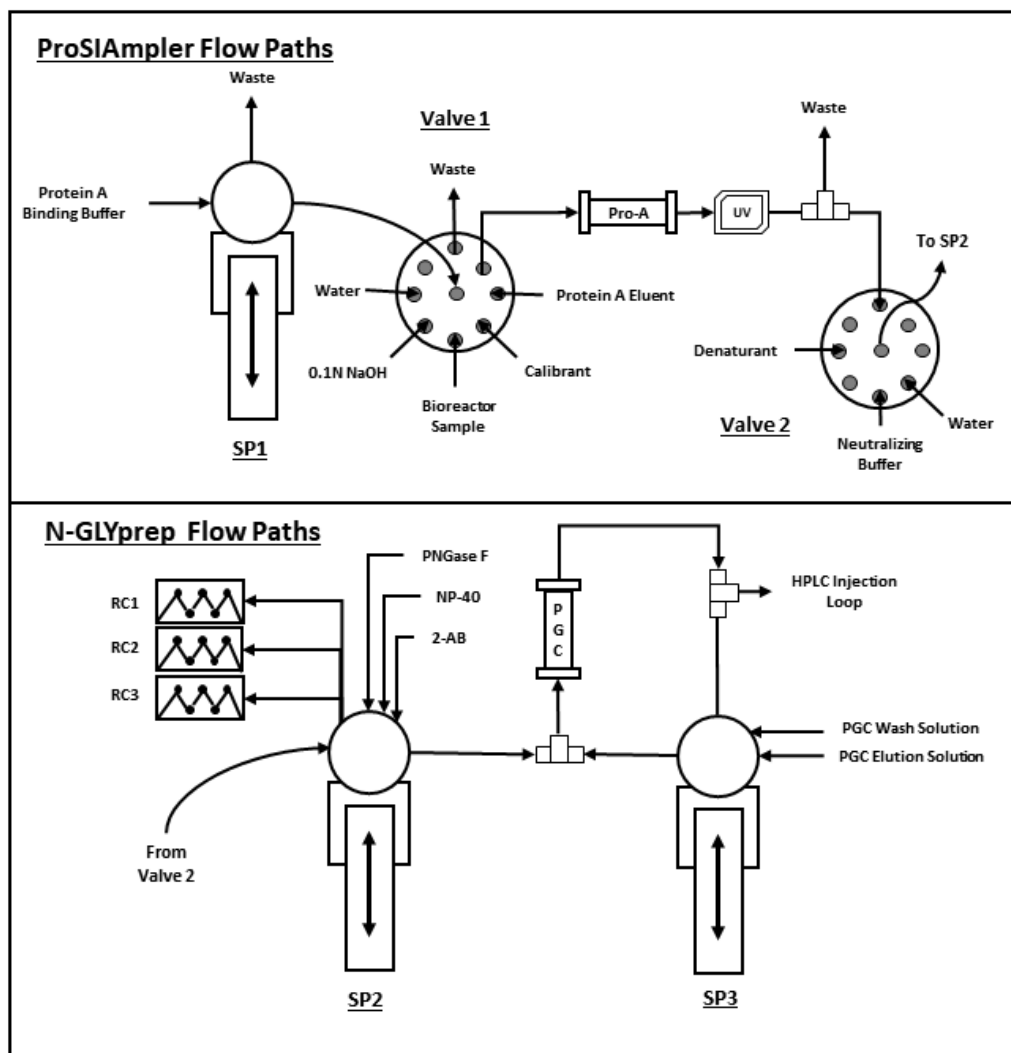 ProSIAmpler Flow Paths
Waste
Valve 1
Waste
Waste
Protein A
Binding Buffer
Pro-A
UV
To SP2
Water
Protein A Eluent
Denaturant
0.1N NaOH
Calibrant
Bioreactor
Sample
SP1
Valve 2
Water
Neutralizing
Buffer
N-GLYprep Flow Paths
PNGase F
NP-40
2-AB
RC1
RC2
RC3
P
G
C
HPLC Injection
Loop
PGC Wash Solution
PGC Elution Solution
From
Valve 2
SP2
SP3